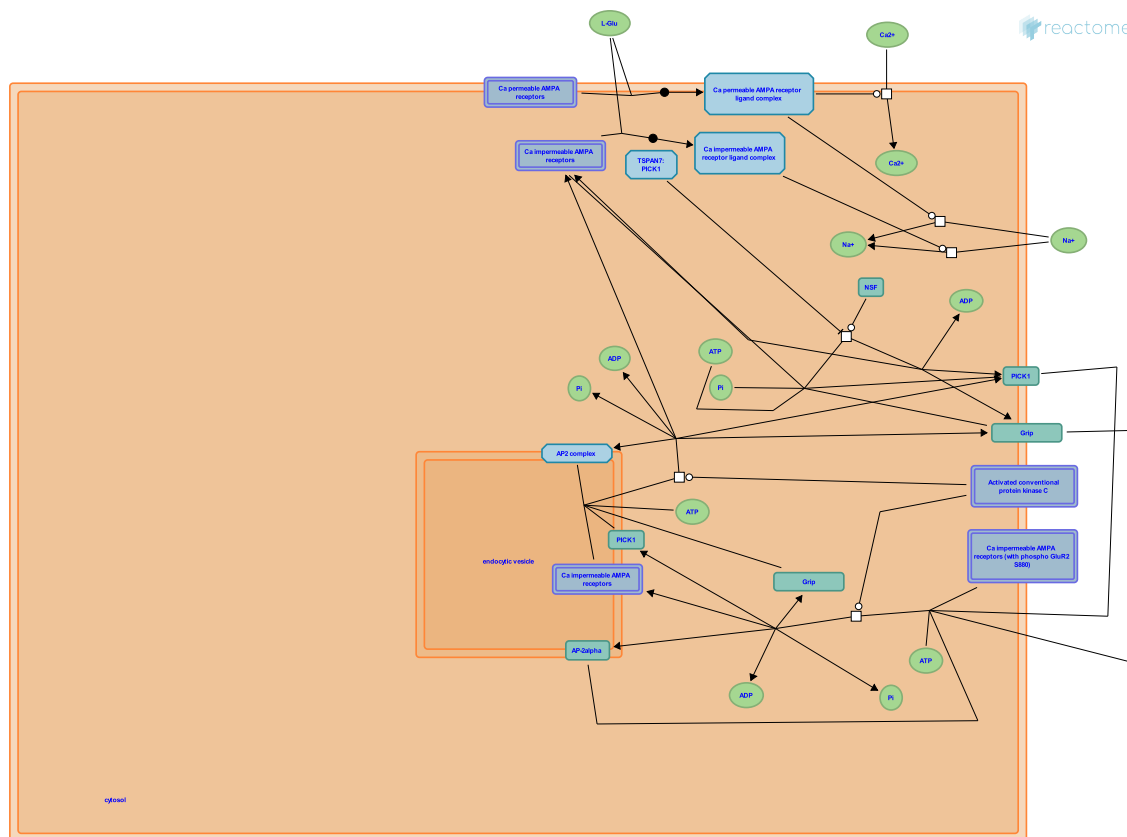 L-Glu
Ca2+
reactome
Ca permeable AMPA
receptors
Ca permeable AMPA receptor
ligand complex
Ca impermeable AMPA
receptors
TSPAN7:
PICK1
Ca impermeable AMPA
receptor ligand complex
Ca2+
Na+
Na+
NSF
ADP
ATP
ADP
Pi
Pi
PICK1
Grip
AP2 complex
Activated conventional
protein kinase C
ATP
PICK1
endocytic vesicle
Ca impermeable AMPA
receptors
Grip
Ca impermeable AMPA
receptors (with phospho GluR2
S880)
AP-2alpha
ATP
ADP
Pi
cytosol